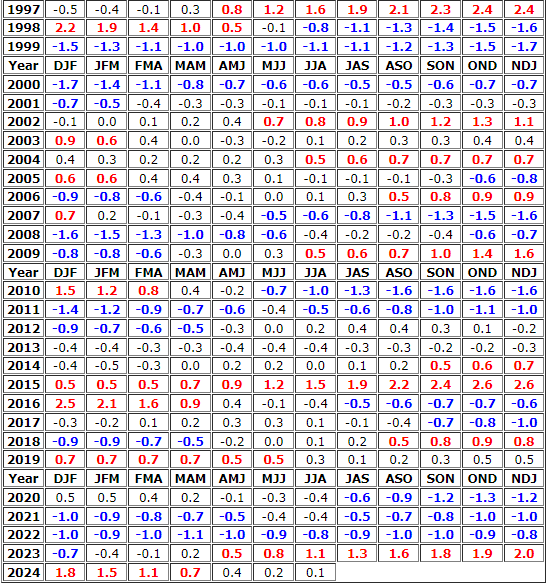 1997 -0.5 -0.4 -0.1 0.3 0.8 1.2 1.6 1.9 2.1 2.3 2.4 2.4
1998 2.2 1.9 1.4 1.0 0.5 -0.1 -0.8 -1.1 -1.3 -1.4 -1.5 -1.6
1999 -1.5 -1.3 -1.1 -1.0 -1.0 -1.0 -1.1 -1.1 -1.2 -1.3 -1.5 -1.7
Year DJF JFM FMA MAM AMJ MJJ JJA JAS ASO SON OND NDJ
2000 -1.7 -1.4 -1.1 -0.8 -0.7 -0.6 -0.6 -0.5 -0.5 -0.6 -0.7 -0.7
2001 -0.7 -0.5 -0.4 -0.3 -0.3 -0.1 -0.1 -0.1 -0.2 -0.3 -0.3 -0.3
2002 -0.1 0.0 0.1 0.2 0.4 0.7 0.8 0.9 1.0 1.2 1.3 1.1
2003 0.9 0.6 0.4 0.0 -0.3 -0.2 0.1 0.2 0.3 0.3 0.4 0.4
2004 0.4 0.3 0.2 0.2 0.2 0.3 0.5 0.6 0.7 0.7 0.7 0.7
2005 0.6 0.6 0.4 0.4 0.3 0.1 -0.1 -0.1 -0.1 -0.3 -0.6 -0.8
2006 -0.9 -0.8 -0.6 -0.4 -0.1 0.0 0.1 0.3 0.5 0.8 0.9 0.9
2007 0.7 0.2 -0.1 -0.3 -0.4 -0.5 -0.6 -0.8 -1.1 -1.3 -1.5 -1.6
2008 -1.6 -1.5 -1.3 -1.0 -0.8 -0.6 -0.4 -0.2 -0.2 -0.4 -0.6 -0.7
2009 -0.8 -0.8 -0.6 -0.3 0.0 0.3 0.5 0.6 0.7 1.0 1.4 1.6
Year DJF JFM FMA MAM AMJ MJJ JJA JAS ASO SON OND NDJ
2010 1.5 1.2 0.8 0.4 -0.2 -0.7 -1.0 -1.3 -1.6 -1.6 -1.6 -1.6
2011 -1.4 -1.2 -0.9 -0.7 -0.6 -0.4 -0.5 -0.6 -0.8 -1.0 -1.1 -1.0
2012 -0.9 -0.7 -0.6 -0.5 -0.3 0.0 0.2 0.4 0.4 0.3 0.1 -0.2
2013 -0.4 -0.4 -0.3 -0.3 -0.4 -0.4 -0.4 -0.3 -0.3 -0.2 -0.2 -0.3
2014 -0.4 -0.5 -0.3 0.0 0.2 0.2 0.0 0.1 0.2 0.5 0.6 0.7
2015 0.5 0.5 0.5 0.7 0.9 1.2 1.5 1.9 2.2 2.4 2.6 2.6
2016 2.5 2.1 1.6 0.9 0.4 -0.1 -0.4 -0.5 -0.6 -0.7 -0.7 -0.6
2017 -0.3 -0.2 0.1 0.2 0.3 0.3 0.1 -0.1 -0.4 -0.7 -0.8 -1.0
2018 -0.9 -0.9 -0.7 -0.5 -0.2 0.0 0.1 0.2 0.5 0.8 0.9 0.8
2019 0.7 0.7 0.7 0.7 0.5 0.5 0.3 0.1 0.2 0.3 0.5 0.5
Year DJF JFM FMA MAM AMJ MJJ JJA JAS ASO SON OND NDJ
2020 0.5 0.5 0.4 0.2 -0.1 -0.3 -0.4 -0.6 -0.9 -1.2 -1.3 -1.2
2021 -1.0 -0.9 -0.8 -0.7 -0.5 -0.4 -0.4 -0.5 -0.7 -0.8 -1.0 -1.0
2022 -1.0 -0.9 -1.0 -1.1 -1.0 -0.9 -0.8 -0.9 -1.0 -1.0 -0.9 -0.8
2023 -0.7 -0.4 -0.1 0.2 0.5 0.8 1.1 1.3 1.6 1.8 1.9 2.0
2024 1.8 1.5 1.1 0.7 0.4 0.2 0.1